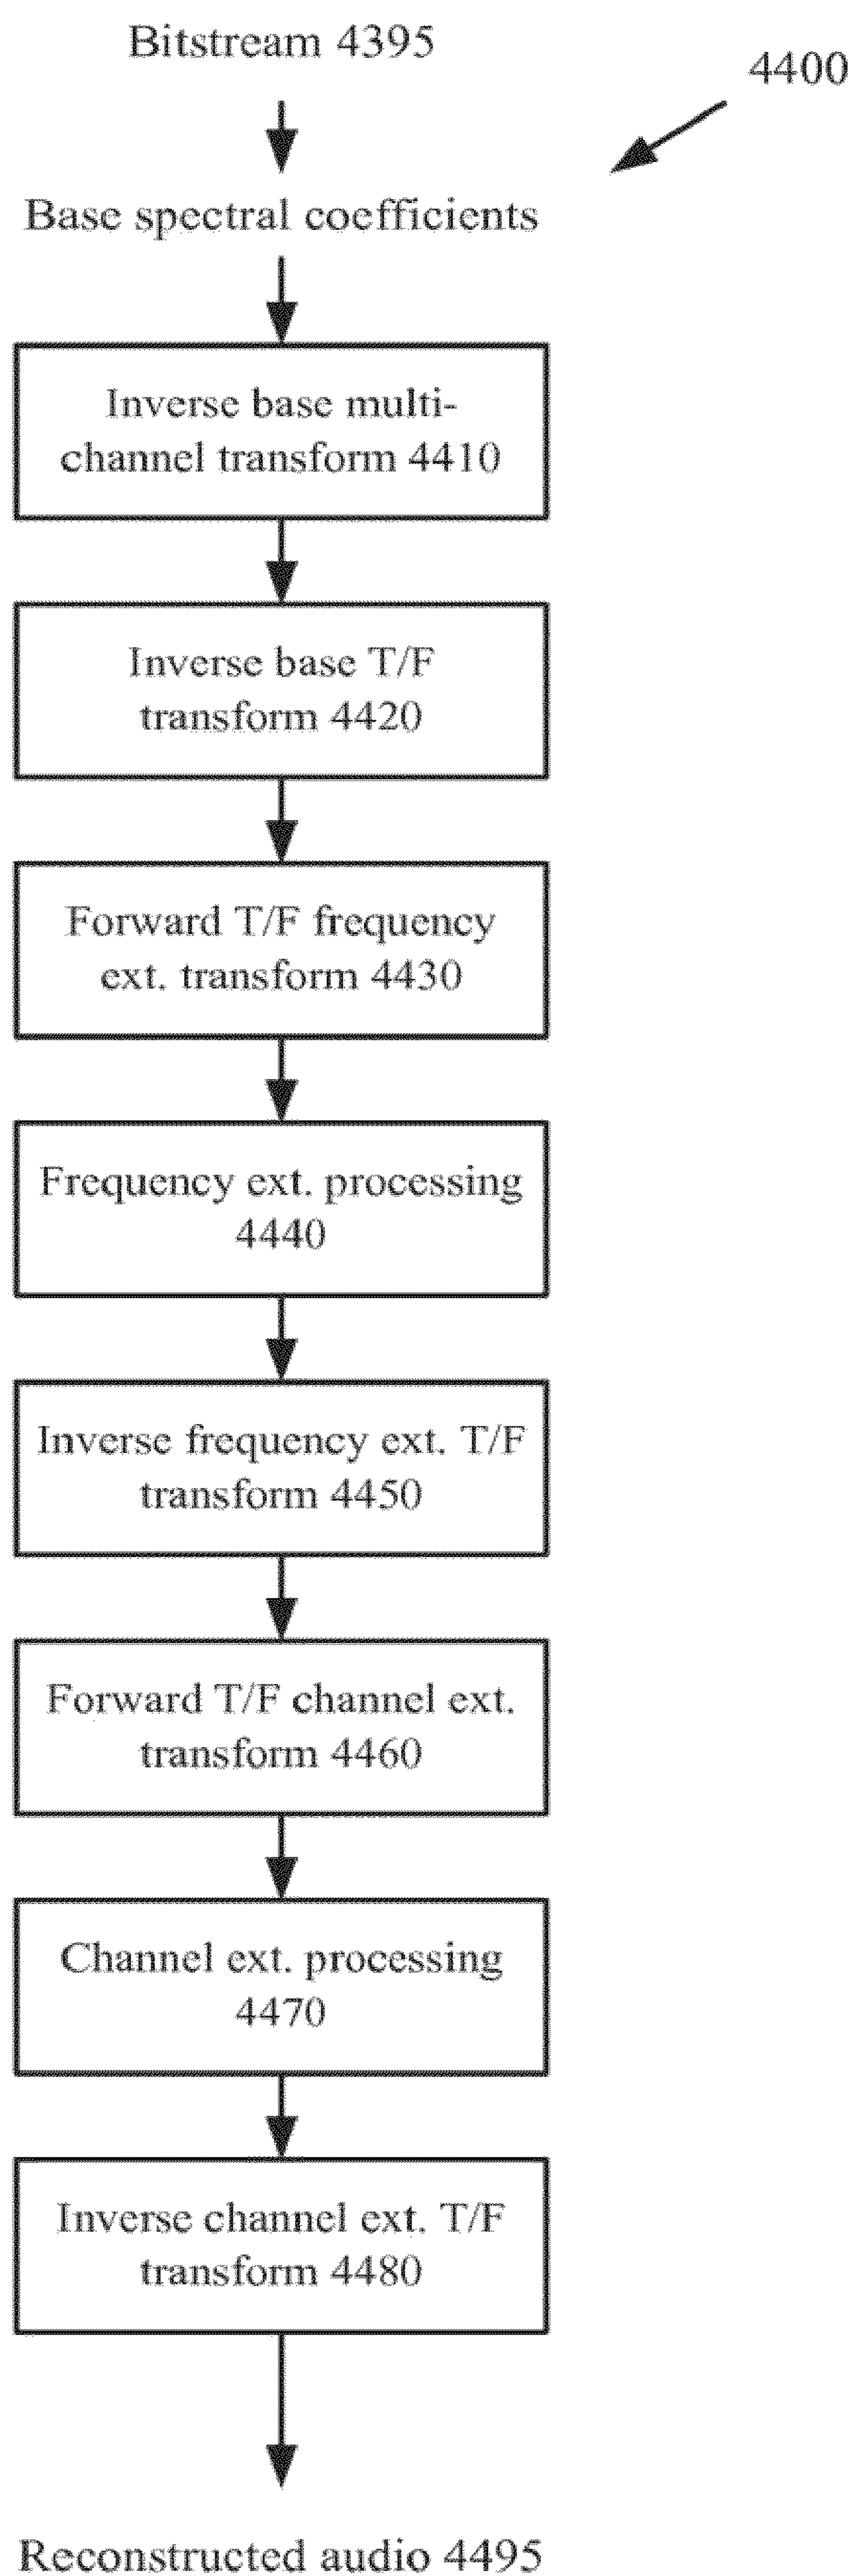 Bitstream 4395
4400
Base spectral coefficients
Inverse base multi-
channel transform 4410
Inverse base T/F
transform 4420
Forward T/F frequency
ext. transform 4430
Frequency ext. processing
4440
Inverse frequency ext. T/F
transform 4450
Forward T/F channel ext.
transform 4460
Channel ext. processing
4470
Inverse channel ext. T/F
transform 4480
Reconstructed audio 4495